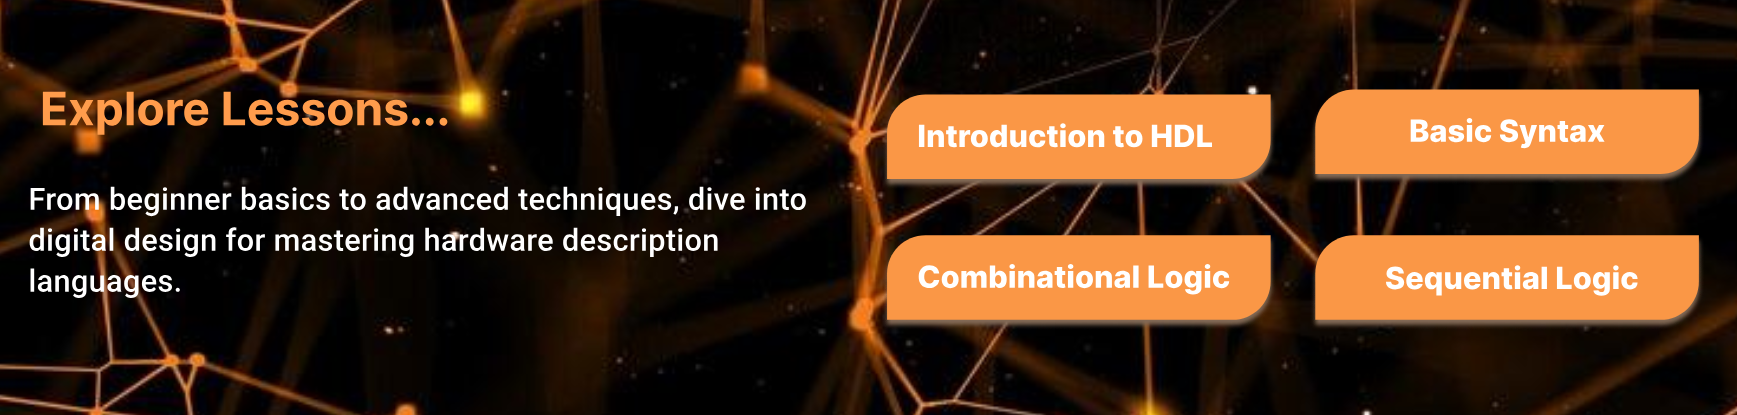 Explore Lessons...
From beginner basics to advanced techniques, dive into
digital design for mastering hardware description
languages.
Introduction to HDL
Basic Syntax
Combinational Logic
Sequential Logic